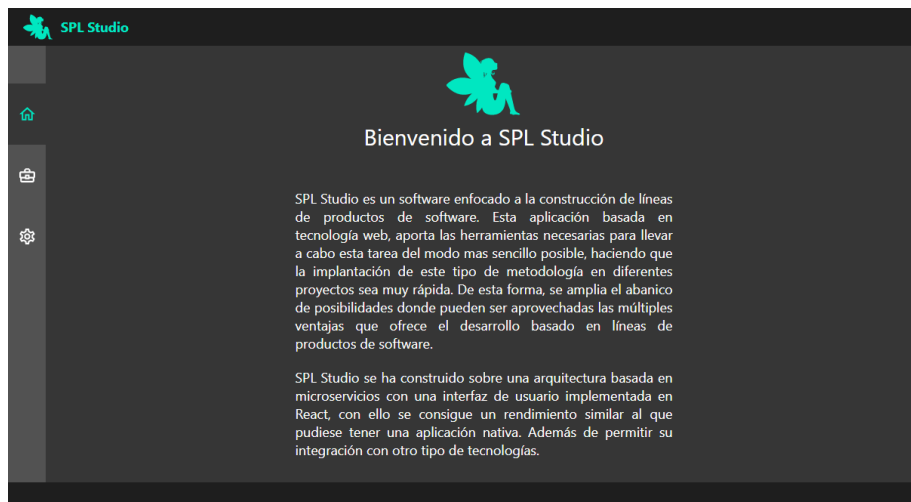 SPL Studio
Bienvenido a SPL Studio
SPL Studio es un software enfocado a la construcción de líneas
de productos de software. Esta aplicación basada en
tecnología web, aporta las herramientas necesarias para llevar
a cabo esta tarea del modo mas sencillo posible, haciendo que
la implantación de este tipo de metodología en diferentes
proyectos sea muy rápida. De esta forma, se amplia el abanico
de posibilidades donde pueden ser aprovechadas las múltiples
ventajas que ofrece el desarrollo basado en líneas de
productos de software.
SPL Studio se ha construido sobre una arquitectura basada en
microservicios con una interfaz de usuario implementada en
React, con ello se consigue un rendimiento similar al que
pudiese tener una aplicación nativa. Además de permitir su
integración con otro tipo de tecnologías.